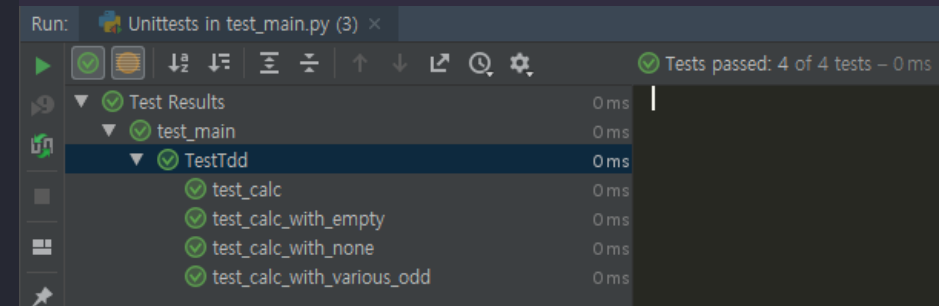 Run: Unittests in test_main.py (3) ×
Tests passed: 4 of 4 tests – 0 ms
Test Results 0 ms
test_main 0 ms
TestTdd 0 ms
test_calc 0 ms
test_calc_with_empty 0 ms
test_calc_with_none 0 ms
test_calc_with_various_odd 0 ms